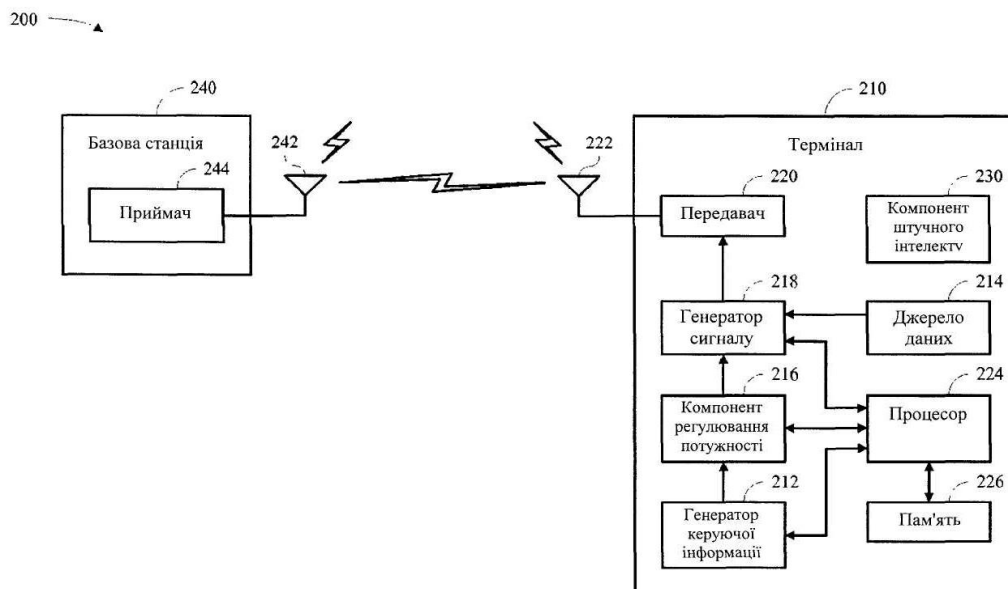 200
240
210
Базова станція
242
222
Термінал
244
220
230
Приймач
Передавач
Компонент
штучного
інтелекту
218
214
Генератор
сигналу
Джерело
даних
216
224
Компонент
регулювання
потужності
Процесор
212
226
Генератор
керуючої
інформації
Пам'ять